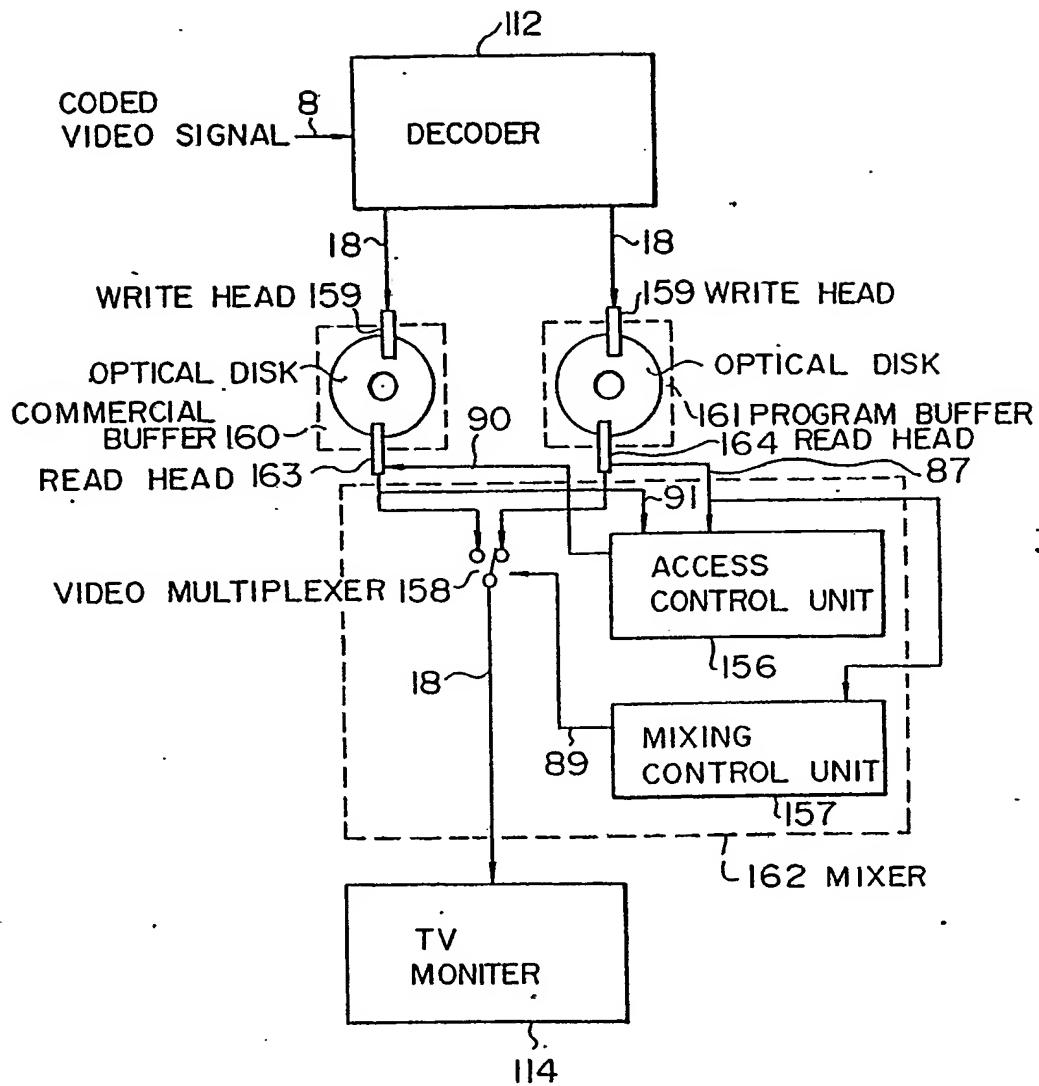 112
CODED
VIDEO SIGNAL
8
DECODER
18
18
WRITE HEAD 159
159 WRITE HEAD
OPTICAL DISK
OPTICAL DISK
COMMERCIAL
BUFFER 160
161 PROGRAM BUFFER
90
164 READ HEAD
READ HEAD 163
87
91
VIDEO MULTIPLEXER 158
ACCESS
CONTROL UNIT
156
18
89
MIXING
CONTROL UNIT
157
162 MIXER
TV
MONITER
114